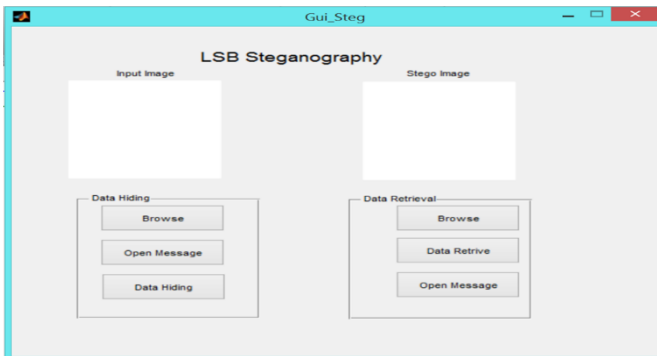 Gui_Steg
LSB Steganography
Input Image
Stego Image
Data Hiding
Browse
Open Message
Data Hiding
Data Retrieval
Browse
Data Retrive
Open Message